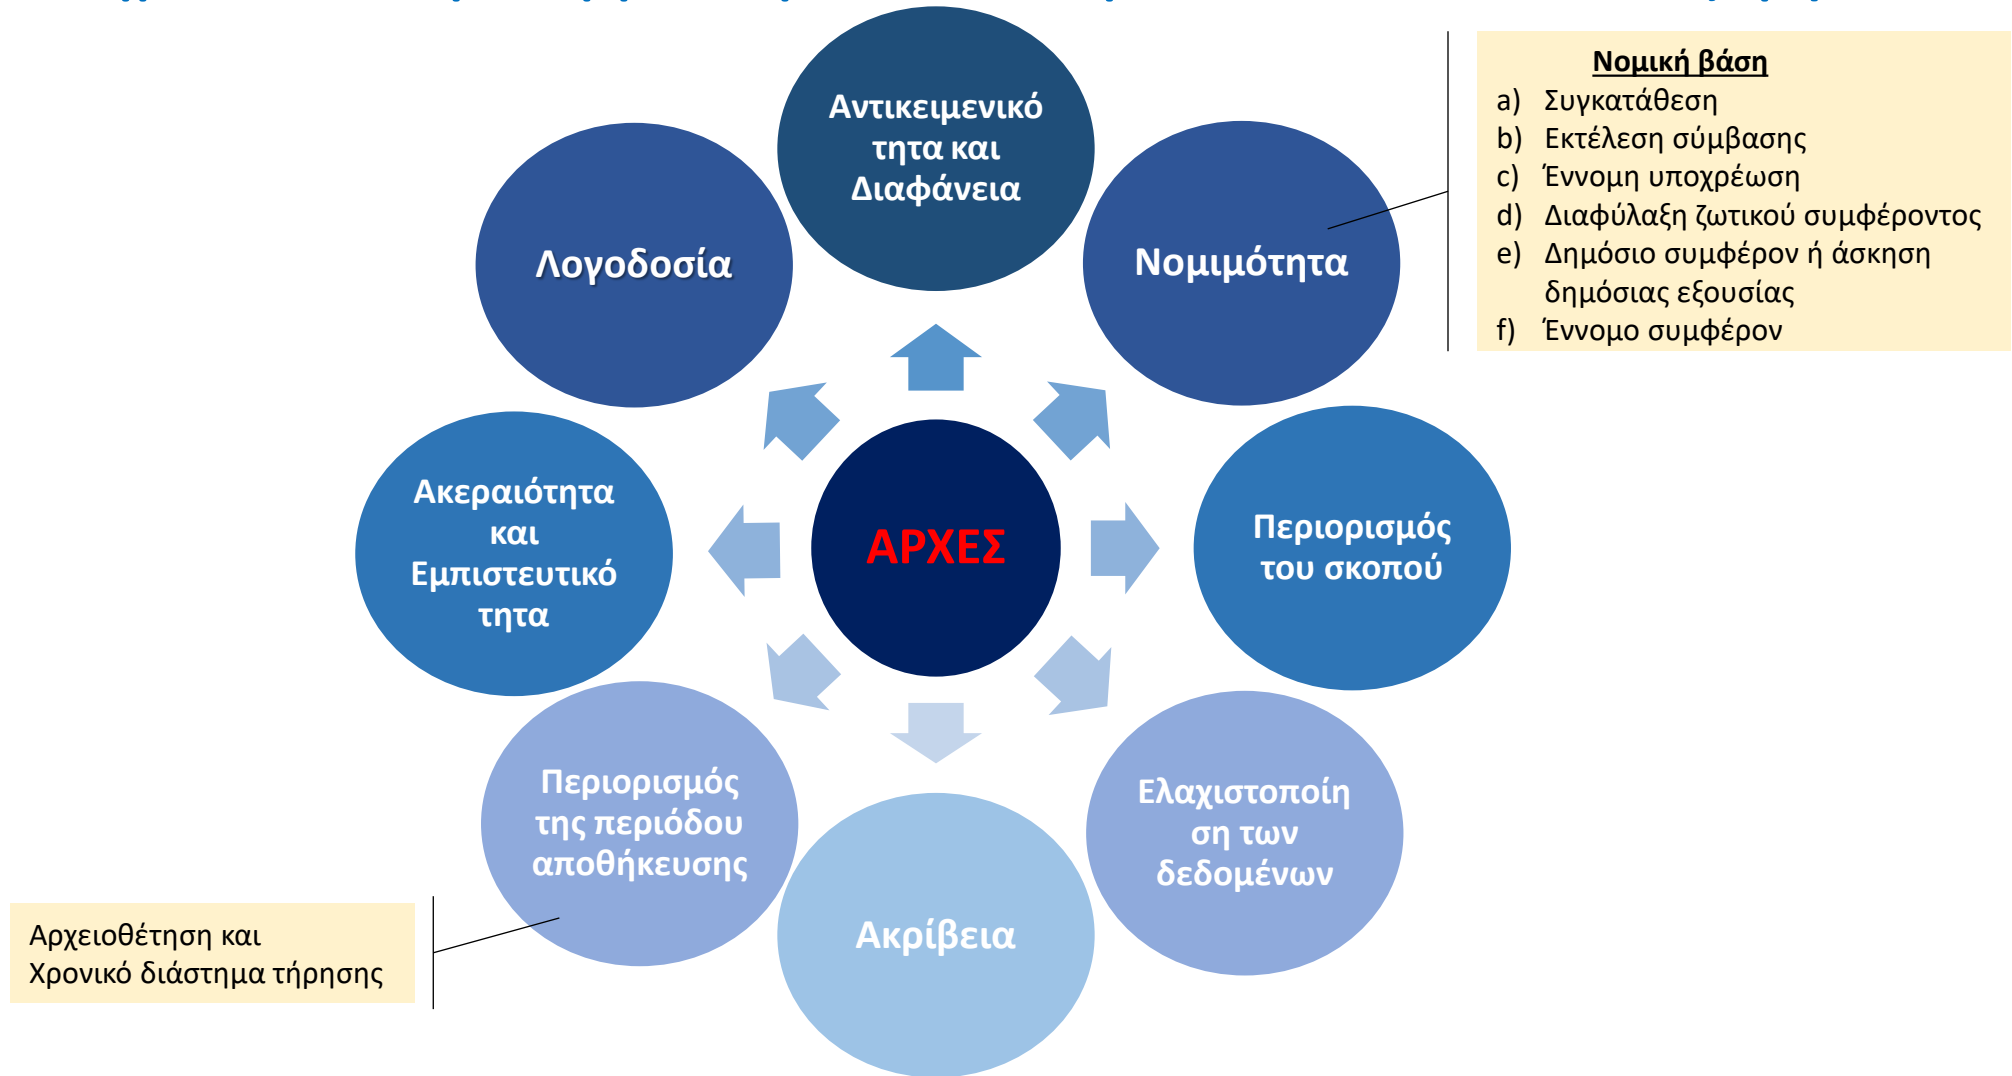 Αντικειμενικό
τητα και
Διαφάνεια
Νομιμότητα
Νομική βάση
a) Συγκατάθεση
b) Εκτέλεση σύμβασης
c) Έννομη υποχρέωση
d) Διαφύλαξη ζωτικού συμφέροντος
e) Δημόσιο συμφέρον ή άσκηση
δημόσιας εξουσίας
f) Έννομο συμφέρον
Περιορισμός
του σκοπού
Ελαχιστοποίη
ση των
δεδομένων
Ακρίβεια
Περιορισμός
της περιόδου
αποθήκευσης
Αρχειοθέτηση και
Χρονικό διάστημα τήρησης
Ακεραιότητα
και
Εμπιστευτικό
τητα
Λογοδοσία
ΑΡΧΕΣ